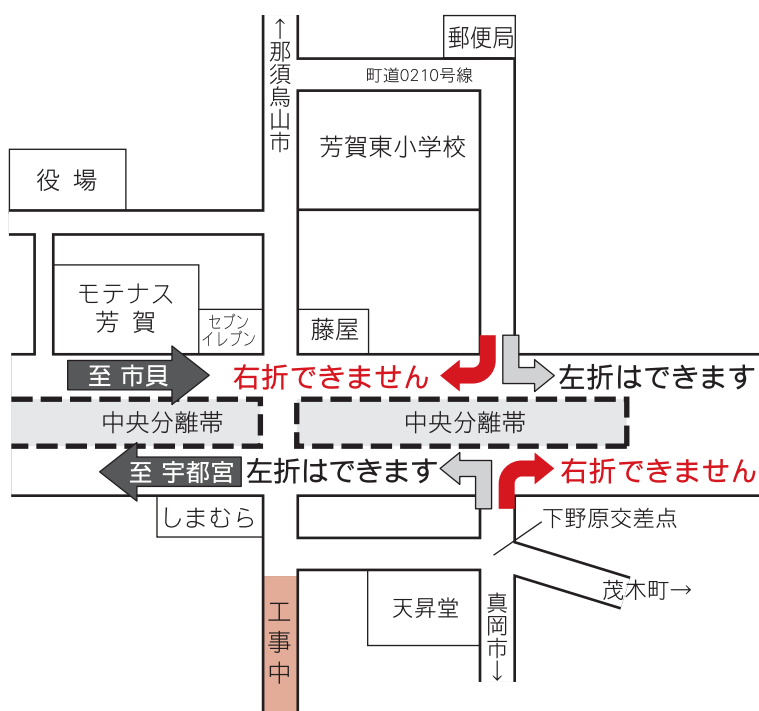 ↑那須烏山市
郵便局
町道0210号線
芳賀東小学校
役場
モテナス
芳賀
セブン
イレブン
藤屋
至 市貝
右折できません
左折はできます
中央分離帯
中央分離帯
至 宇都宮
左折はできます
右折できません
しまむら
下野原交差点
茂木町→
工事中
天昇堂
真岡市↓